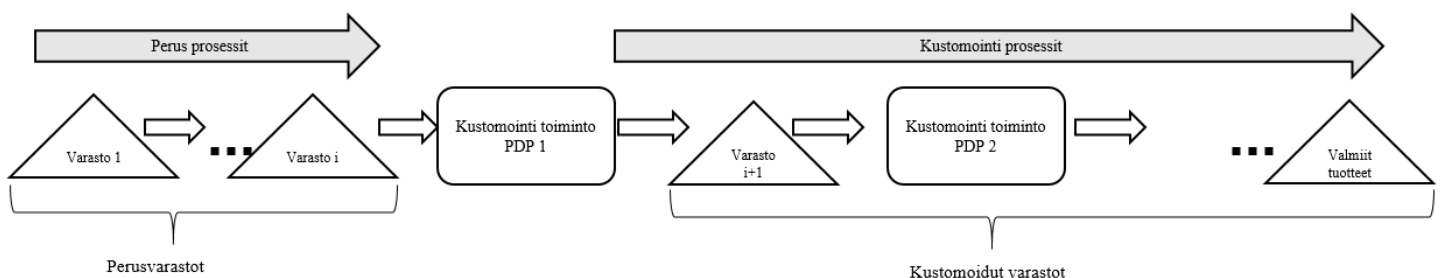 Perus prosessit
Kustomointi prosessit
Varasto 1
...
Varasto i
Kustomointi toiminto
PDP 1
Varasto
i+1
Kustomointi toiminto
PDP 2
...
Valmiit
tuotteet
Perusvarastot
Kustomoidut varastot